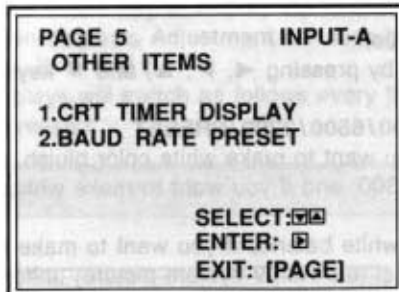 PAGE 5 INPUT-A
OTHER ITEMS
1.CRT TIMER DISPLAY
2.BAUD RATE PRESET
SELECT:▼▲
ENTER: ▶
EXIT: [PAGE]